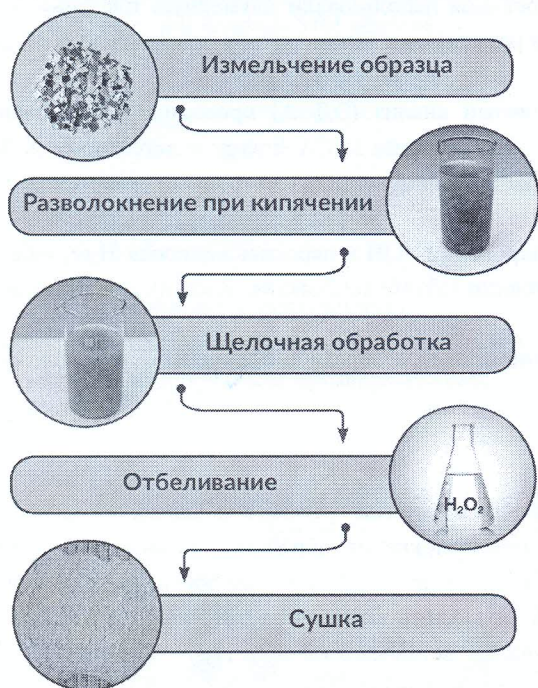 Измельчение образца
Разволокнение при кипячении
Щелочная обработка
Отбеливание
H₂O₂
Сушка